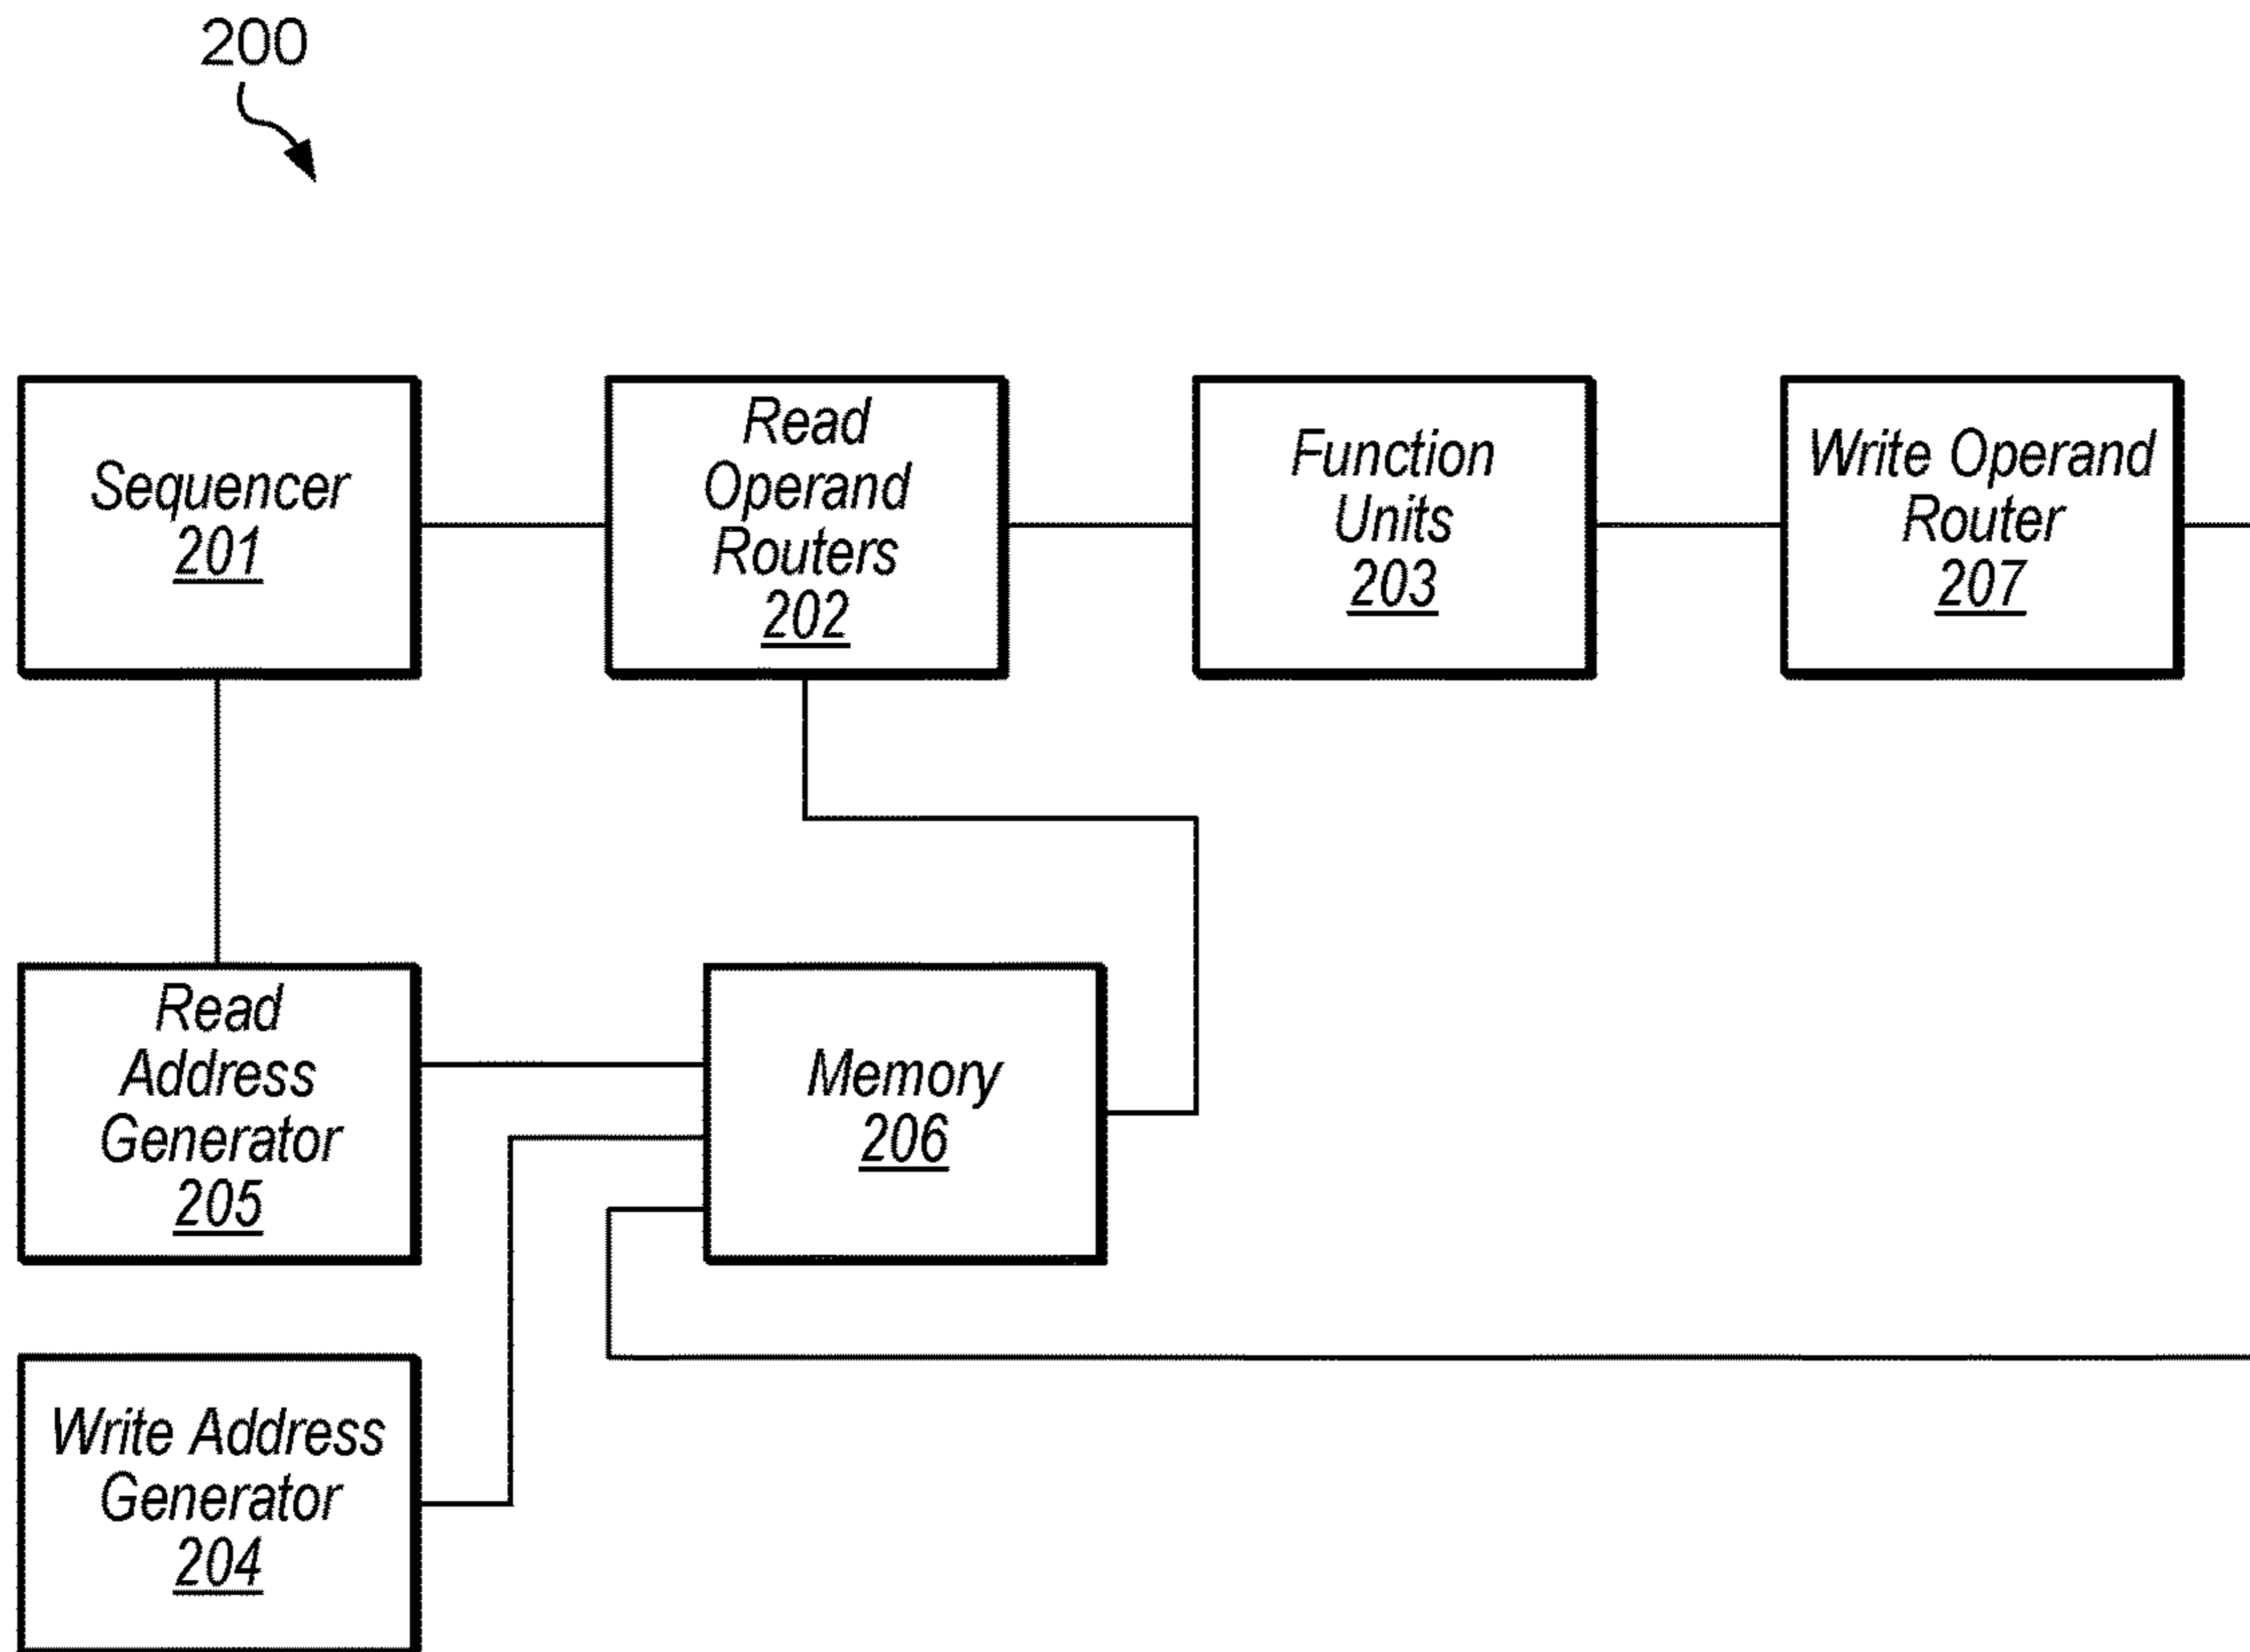 200
Sequencer
201
Read
Operand
Routers
202
Function
Units
203
Write Operand
Router
207
Read
Address
Generator
205
Memory
206
Write Address
Generator
204